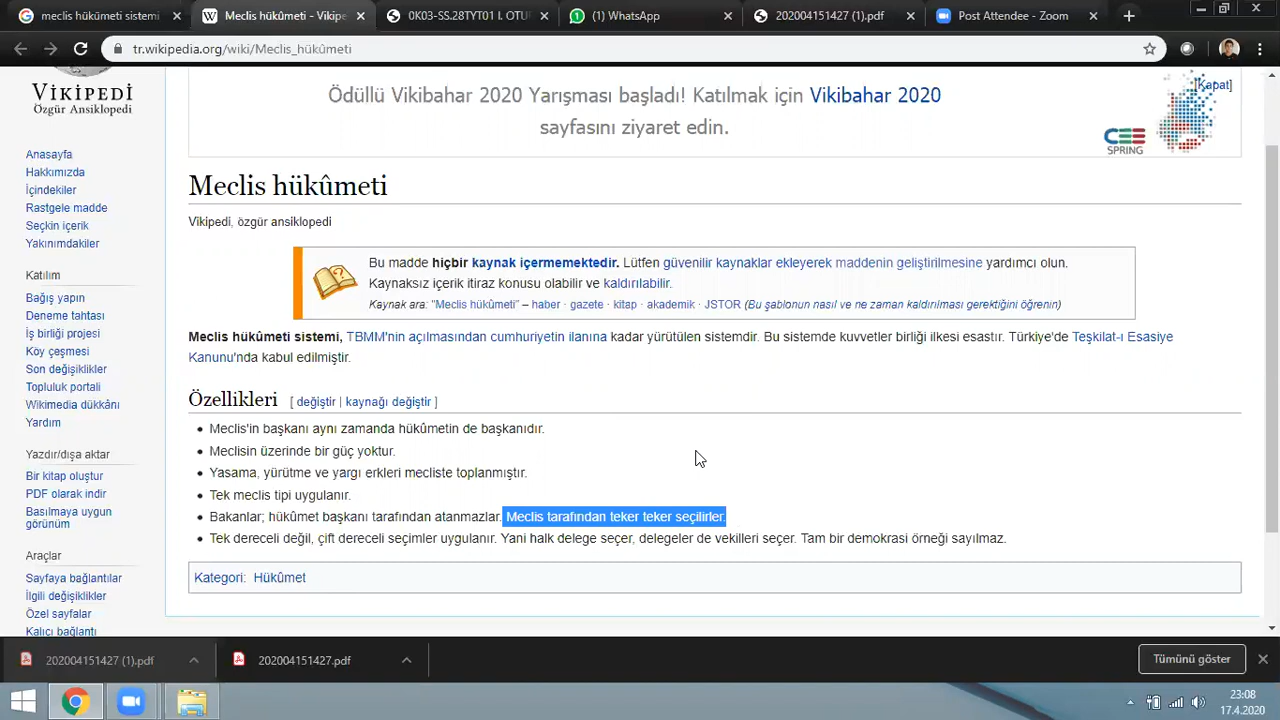 meclis hükümeti sistemi
Meclis hükûmeti - Vikipe
0K03-SS.28TYT01 I. OTU
(1) WhatsApp
202004151427 (1).pdf
Post Attendee - Zoom
tr.wikipedia.org/wiki/Meclis_hükûmeti
VİKİPEDİ
Özgür Ansiklopedi
Anasayfa
Hakkımızda
İçindekiler
Rastgele madde
Seçkin içerik
Yakınımdakiler
Katılım
Bağış yapın
Deneme tahtası
İş birliği projesi
Köy çeşmesi
Son değişiklikler
Topluluk portali
Wikimedia dükkânı
Yardım
Yazdır/dışa aktar
Bir kitap oluştur
PDF olarak indir
Basılmaya uygun
görünüm
Araçlar
Sayfaya bağlantılar
İlgili değişiklikler
Özel sayfalar
Kalıcı bağlantı
Ödüllü Vikibahar 2020 Yarışması başladı! Katılmak için Vikibahar 2020
sayfasını ziyaret edin.
[Kapat]
CEE
SPRING
Meclis hükûmeti
Vikipedi, özgür ansiklopedi
Bu madde hiçbir kaynak içermemektedir. Lütfen güvenilir kaynaklar ekleyerek maddenin geliştirilmesine yardımcı olun.
Kaynaksız içerik itiraz konusu olabilir ve kaldırılabilir.
Kaynak ara: "Meclis hükûmeti" – haber · gazete · kitap · akademik · JSTOR (Bu şablonun nasıl ve ne zaman kaldırılması gerektiğini öğrenin)
Meclis hükûmeti sistemi, TBMM'nin açılmasından cumhuriyetin ilanına kadar yürütülen sistemdir. Bu sistemde kuvvetler birliği ilkesi esastır. Türkiye'de Teşkilat-ı Esasiye
Kanunu'nda kabul edilmiştir.
Özellikleri [ değiştir | kaynağı değiştir ]
• Meclis'in başkanı aynı zamanda hükûmetin de başkanıdır.
• Meclisin üzerinde bir güç yoktur.
• Yasama, yürütme ve yargı erkleri mecliste toplanmıştır.
• Tek meclis tipi uygulanır.
• Bakanlar; hükûmet başkanı tarafından atanmazlar. Meclis tarafından teker teker seçilirler.
• Tek dereceli değil, çift dereceli seçimler uygulanır. Yani halk delege seçer, delegeler de vekilleri seçer. Tam bir demokrasi örneği sayılmaz.
Kategori: Hükûmet
202004151427 (1).pdf
202004151427.pdf
Tümünü göster
23:08
17.4.2020